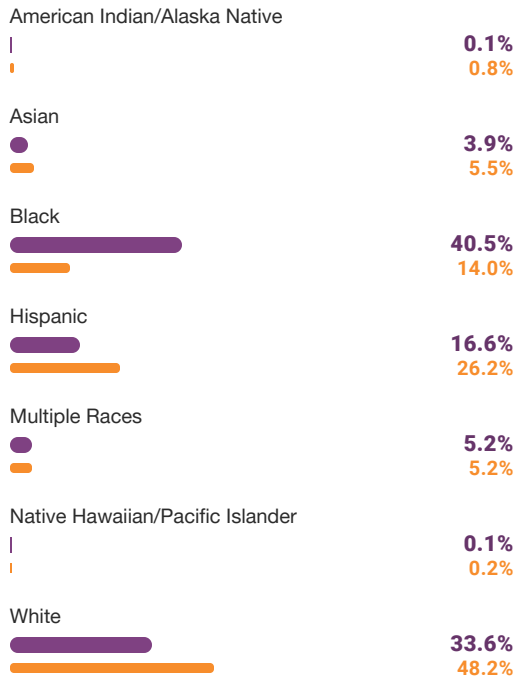 American Indian/Alaska Native
0.1%
0.8%
Asian
3.9%
5.5%
Black
40.5%
14.0%
Hispanic
16.6%
26.2%
Multiple Races
5.2%
5.2%
Native Hawaiian/Pacific Islander
0.1%
0.2%
White
33.6%
48.2%